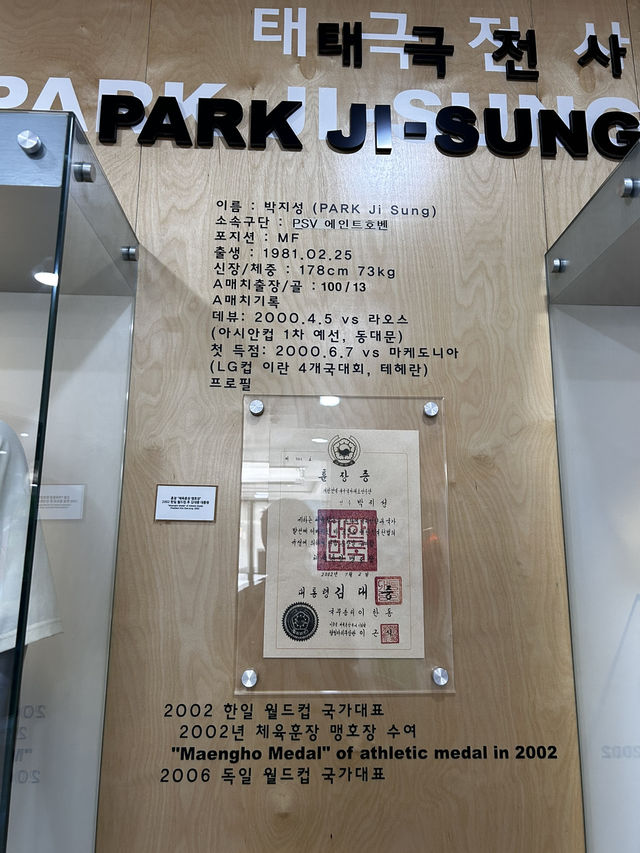 태극전사
PARK JI-SUNG
이름 : 박지성 (PARK Ji Sung)
소속구단 : PSV 에인트호벤
포지션 : MF
출생 : 1981.02.25
신장/체중 : 178cm 73kg
A매치출장/골 : 100/13
A매치기록
데뷰: 2000.4.5 vs 라오스
(아시안컵 1차 예선, 동대문)
첫 득점: 2000.6.7 vs 마케도니아
(LG컵 이란 4개국대회, 테헤란)
프로필
훈장증
박지성
대한민국
2002년 7월 2일
대통령 김대중
국무총리 이한동
2002 한일 월드컵 국가대표
2002년 체육훈장 맹호장 수여
"Maengho Medal" of athletic medal in 2002
2006 독일 월드컵 국가대표